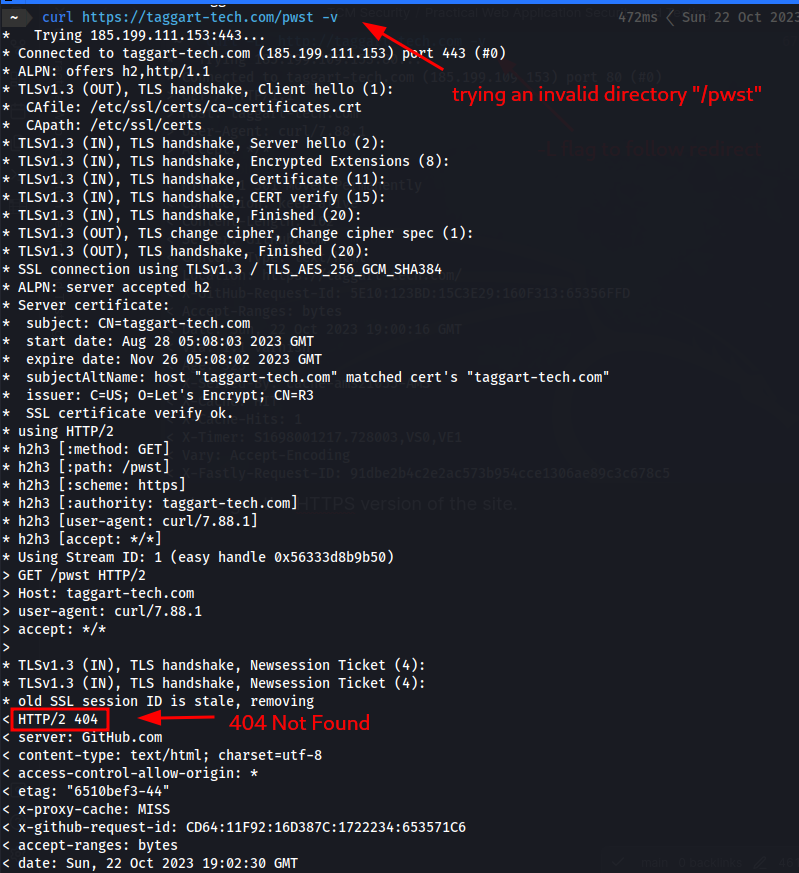 ~ curl https://taggart-tech.com/pwst -v 472ms Sun 22 Oct 2023
* Trying 185.199.111.153:443...
* Connected to taggart-tech.com (185.199.111.153) port 443 (#0)
* ALPN: offers h2,http/1.1
* TLSv1.3 (OUT), TLS handshake, Client hello (1):
trying an invalid directory "/pwst"
* CAfile: /etc/ssl/certs/ca-certificates.crt
* CApath: /etc/ssl/certs
* TLSv1.3 (IN), TLS handshake, Server hello (2):
* TLSv1.3 (IN), TLS handshake, Encrypted Extensions (8):
* TLSv1.3 (IN), TLS handshake, Certificate (11):
* TLSv1.3 (IN), TLS handshake, CERT verify (15):
* TLSv1.3 (IN), TLS handshake, Finished (20):
* TLSv1.3 (OUT), TLS change cipher, Change cipher spec (1):
* TLSv1.3 (OUT), TLS handshake, Finished (20):
* SSL connection using TLSv1.3 / TLS_AES_256_GCM_SHA384
* ALPN: server accepted h2
* Server certificate:
* subject: CN=taggart-tech.com
* start date: Aug 28 05:08:03 2023 GMT
* expire date: Nov 26 05:08:02 2023 GMT
* subjectAltName: host "taggart-tech.com" matched cert's "taggart-tech.com"
* issuer: C=US; O=Let's Encrypt; CN=R3
* SSL certificate verify ok.
* using HTTP/2
* h2h3 [:method: GET]
* h2h3 [:path: /pwst]
* h2h3 [:scheme: https]
* h2h3 [:authority: taggart-tech.com]
* h2h3 [user-agent: curl/7.88.1]
* h2h3 [accept: */*]
* Using Stream ID: 1 (easy handle 0x56333d8b9b50)
> GET /pwst HTTP/2
> Host: taggart-tech.com
> user-agent: curl/7.88.1
> accept: */*
>
* TLSv1.3 (IN), TLS handshake, Newsession Ticket (4):
* TLSv1.3 (IN), TLS handshake, Newsession Ticket (4):
* old SSL session ID is stale, removing
< HTTP/2 404
404 Not Found
< server: GitHub.com
< content-type: text/html; charset=utf-8
< access-control-allow-origin: *
< etag: "6510bef3-44"
< x-proxy-cache: MISS
< x-github-request-id: CD64:11F92:16D387C:1722234:653571C6
< accept-ranges: bytes
< date: Sun, 22 Oct 2023 19:02:30 GMT